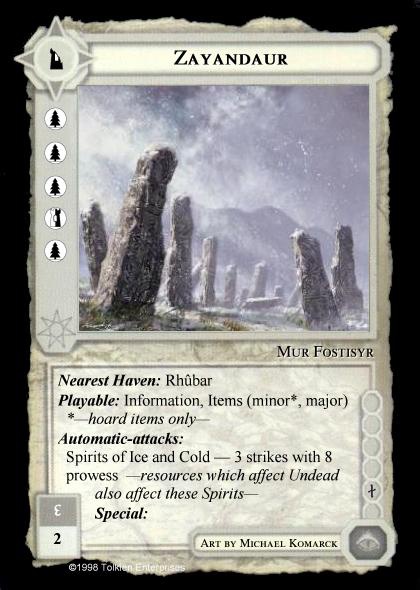 ZAYANDAUR
MUR FOSTISYR
Nearest Haven: Rhûbar
Playable: Information, Items (minor*, major)
*—hoard items only—
Automatic-attacks:
Spirits of Ice and Cold — 3 strikes with 8
prowess —resources which affect Undead
also affect these Spirits—
Special:
ε
2
ART BY MICHAEL KOMARCK
©1998 Tolkien Enterprises